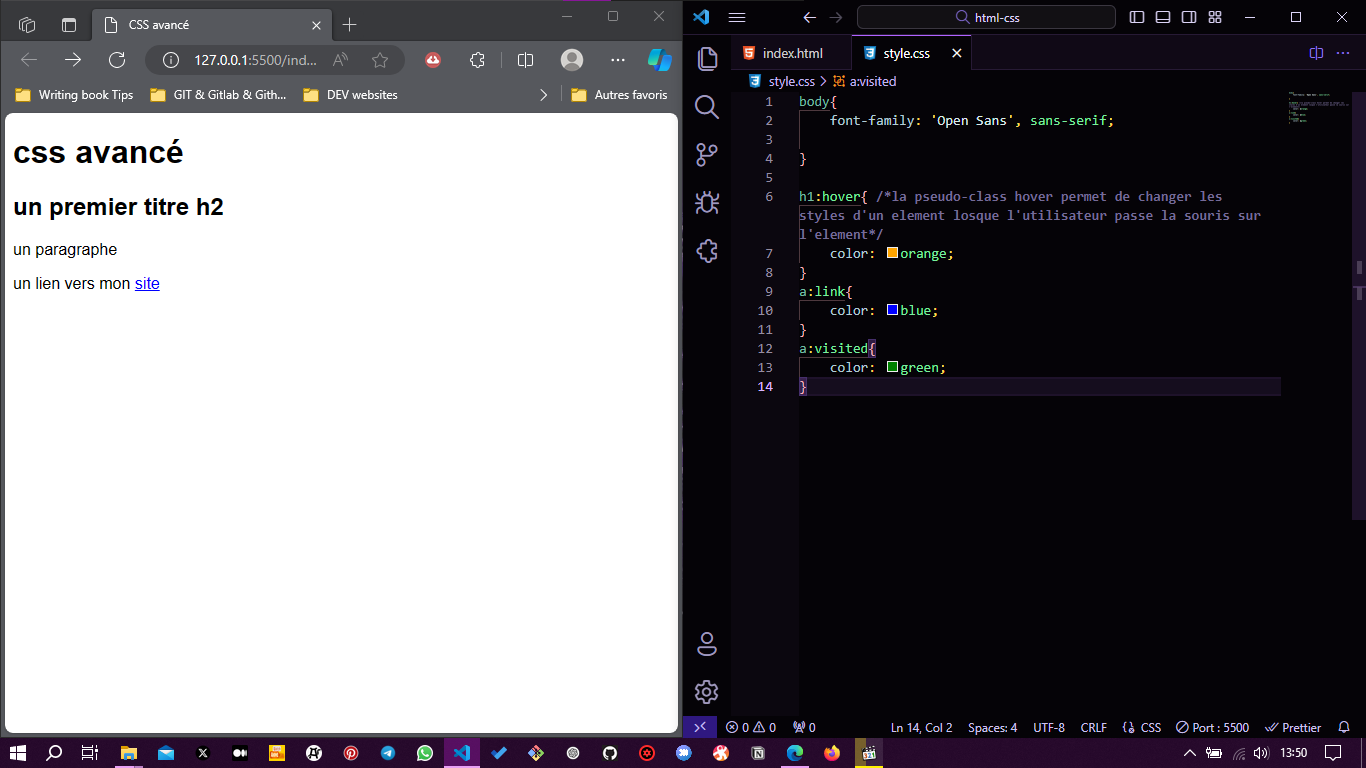 CSS avancé
127.0.0.1:5500/ind...
Writing book Tips
GIT & Gitlab & Gith...
DEV websites
Autres favoris
css avancé
un premier titre h2
un paragraphe
un lien vers mon site
html-css
index.html
style.css
style.css > a:visited
1 body{
2 font-family: 'Open Sans', sans-serif;
3
4 }
5
6 h1:hover{ /*la pseudo-class hover permet de changer les
styles d'un element losque l'utilisateur passe la souris sur
l'element*/
7 color: orange;
8 }
9 a:link{
10 color: blue;
11 }
12 a:visited{
13 color: green;
14 }
0 0 0 Ln 14, Col 2 Spaces: 4 UTF-8 CRLF {} CSS Port : 5500 Prettier
13:50